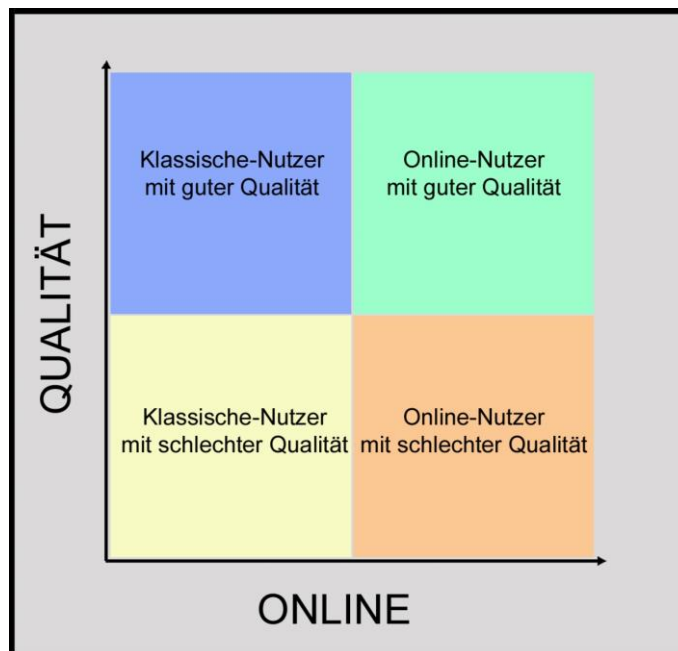 QUALITÄT
Klassische-Nutzer
mit guter Qualität
Online-Nutzer
mit guter Qualität
Klassische-Nutzer
mit schlechter Qualität
Online-Nutzer
mit schlechter Qualität
ONLINE